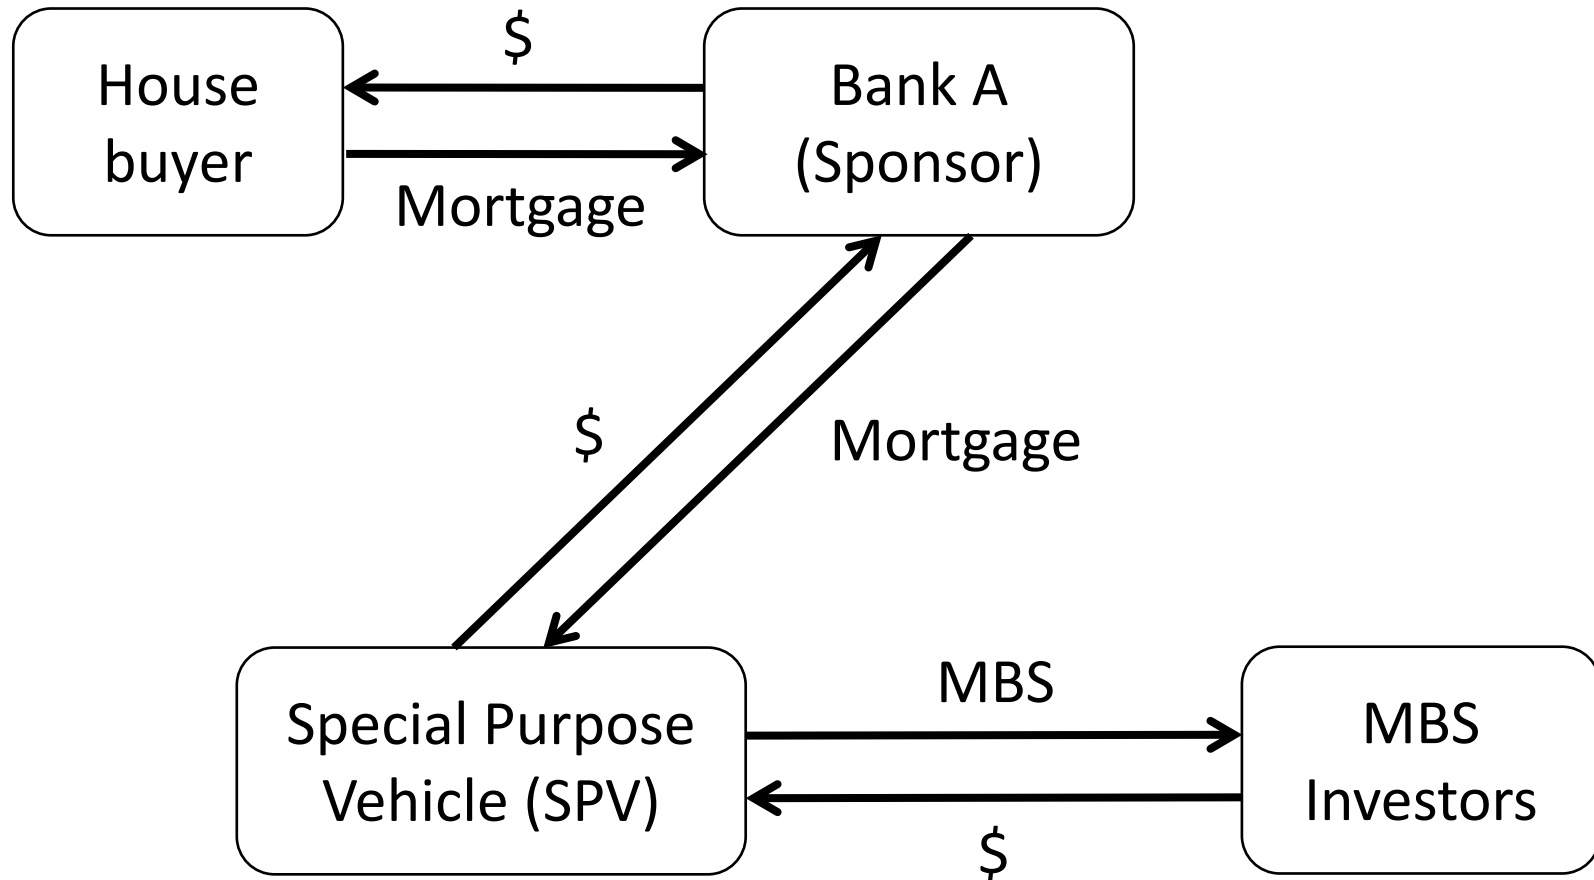 $
House
buyer
Bank A
(Sponsor)
Mortgage
$
Mortgage
MBS
Special Purpose
Vehicle (SPV)
MBS
Investors
$